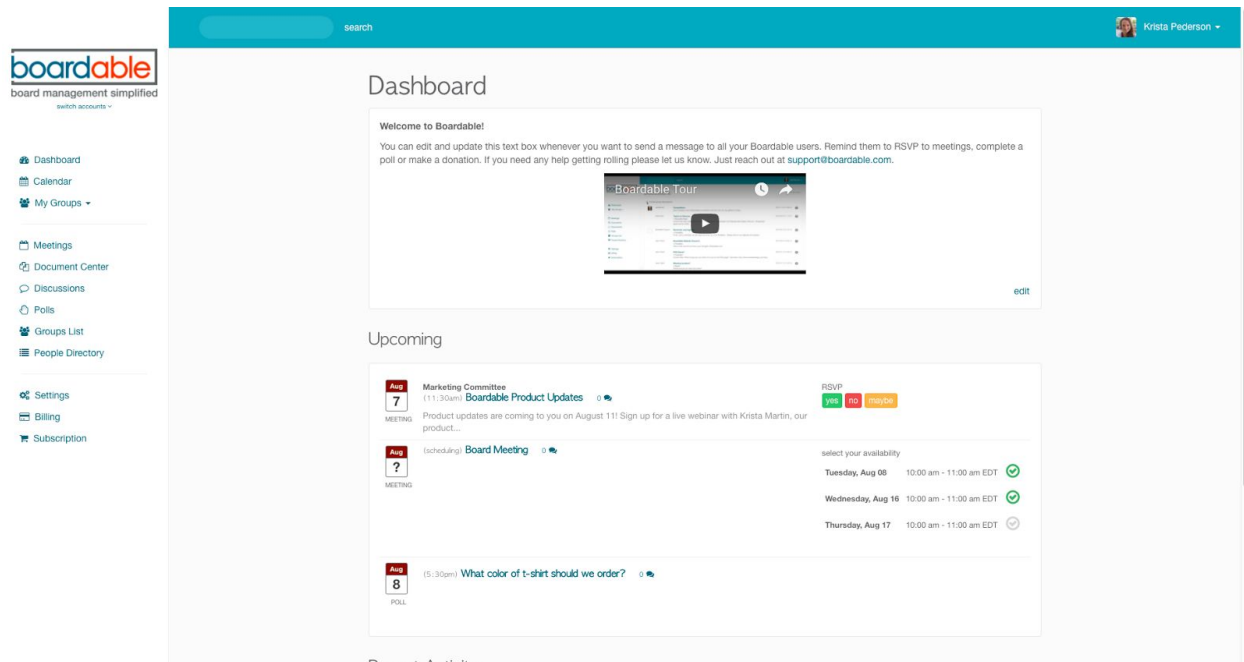 search
Krista Pederson
boardable
board management simplified
switch accounts
Dashboard
Calendar
My Groups
Meetings
Document Center
Discussions
Polls
Groups List
People Directory
Settings
Billing
Subscription
Dashboard
Welcome to Boardable!
You can edit and update this text box whenever you want to send a message to all your Boardable users. Remind them to RSVP to meetings, complete a
poll or make a donation. If you need any help getting rolling please let us know. Just reach out at support@boardable.com.
Boardable Tour
edit
Upcoming
Aug
7
MEETING
Marketing Committee
(11:30am) Boardable Product Updates 0
Product updates are coming to you on August 11! Sign up for a live webinar with Krista Martin, our
product...
RSVP
yes no maybe
Aug
?
MEETING
(scheduling) Board Meeting 0
select your availability
Tuesday, Aug 08 10:00 am - 11:00 am EDT
Wednesday, Aug 16 10:00 am - 11:00 am EDT
Thursday, Aug 17 10:00 am - 11:00 am EDT
Aug
8
POLL
(5:30pm) What color of t-shirt should we order? 0